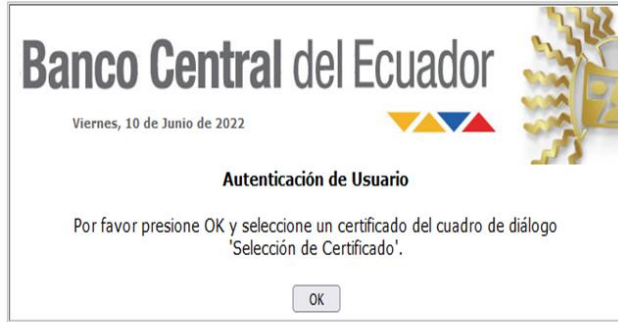 Banco Central del Ecuador
Viernes, 10 de Junio de 2022
Autenticación de Usuario
Por favor presione OK y seleccione un certificado del cuadro de diálogo
'Selección de Certificado'.
OK